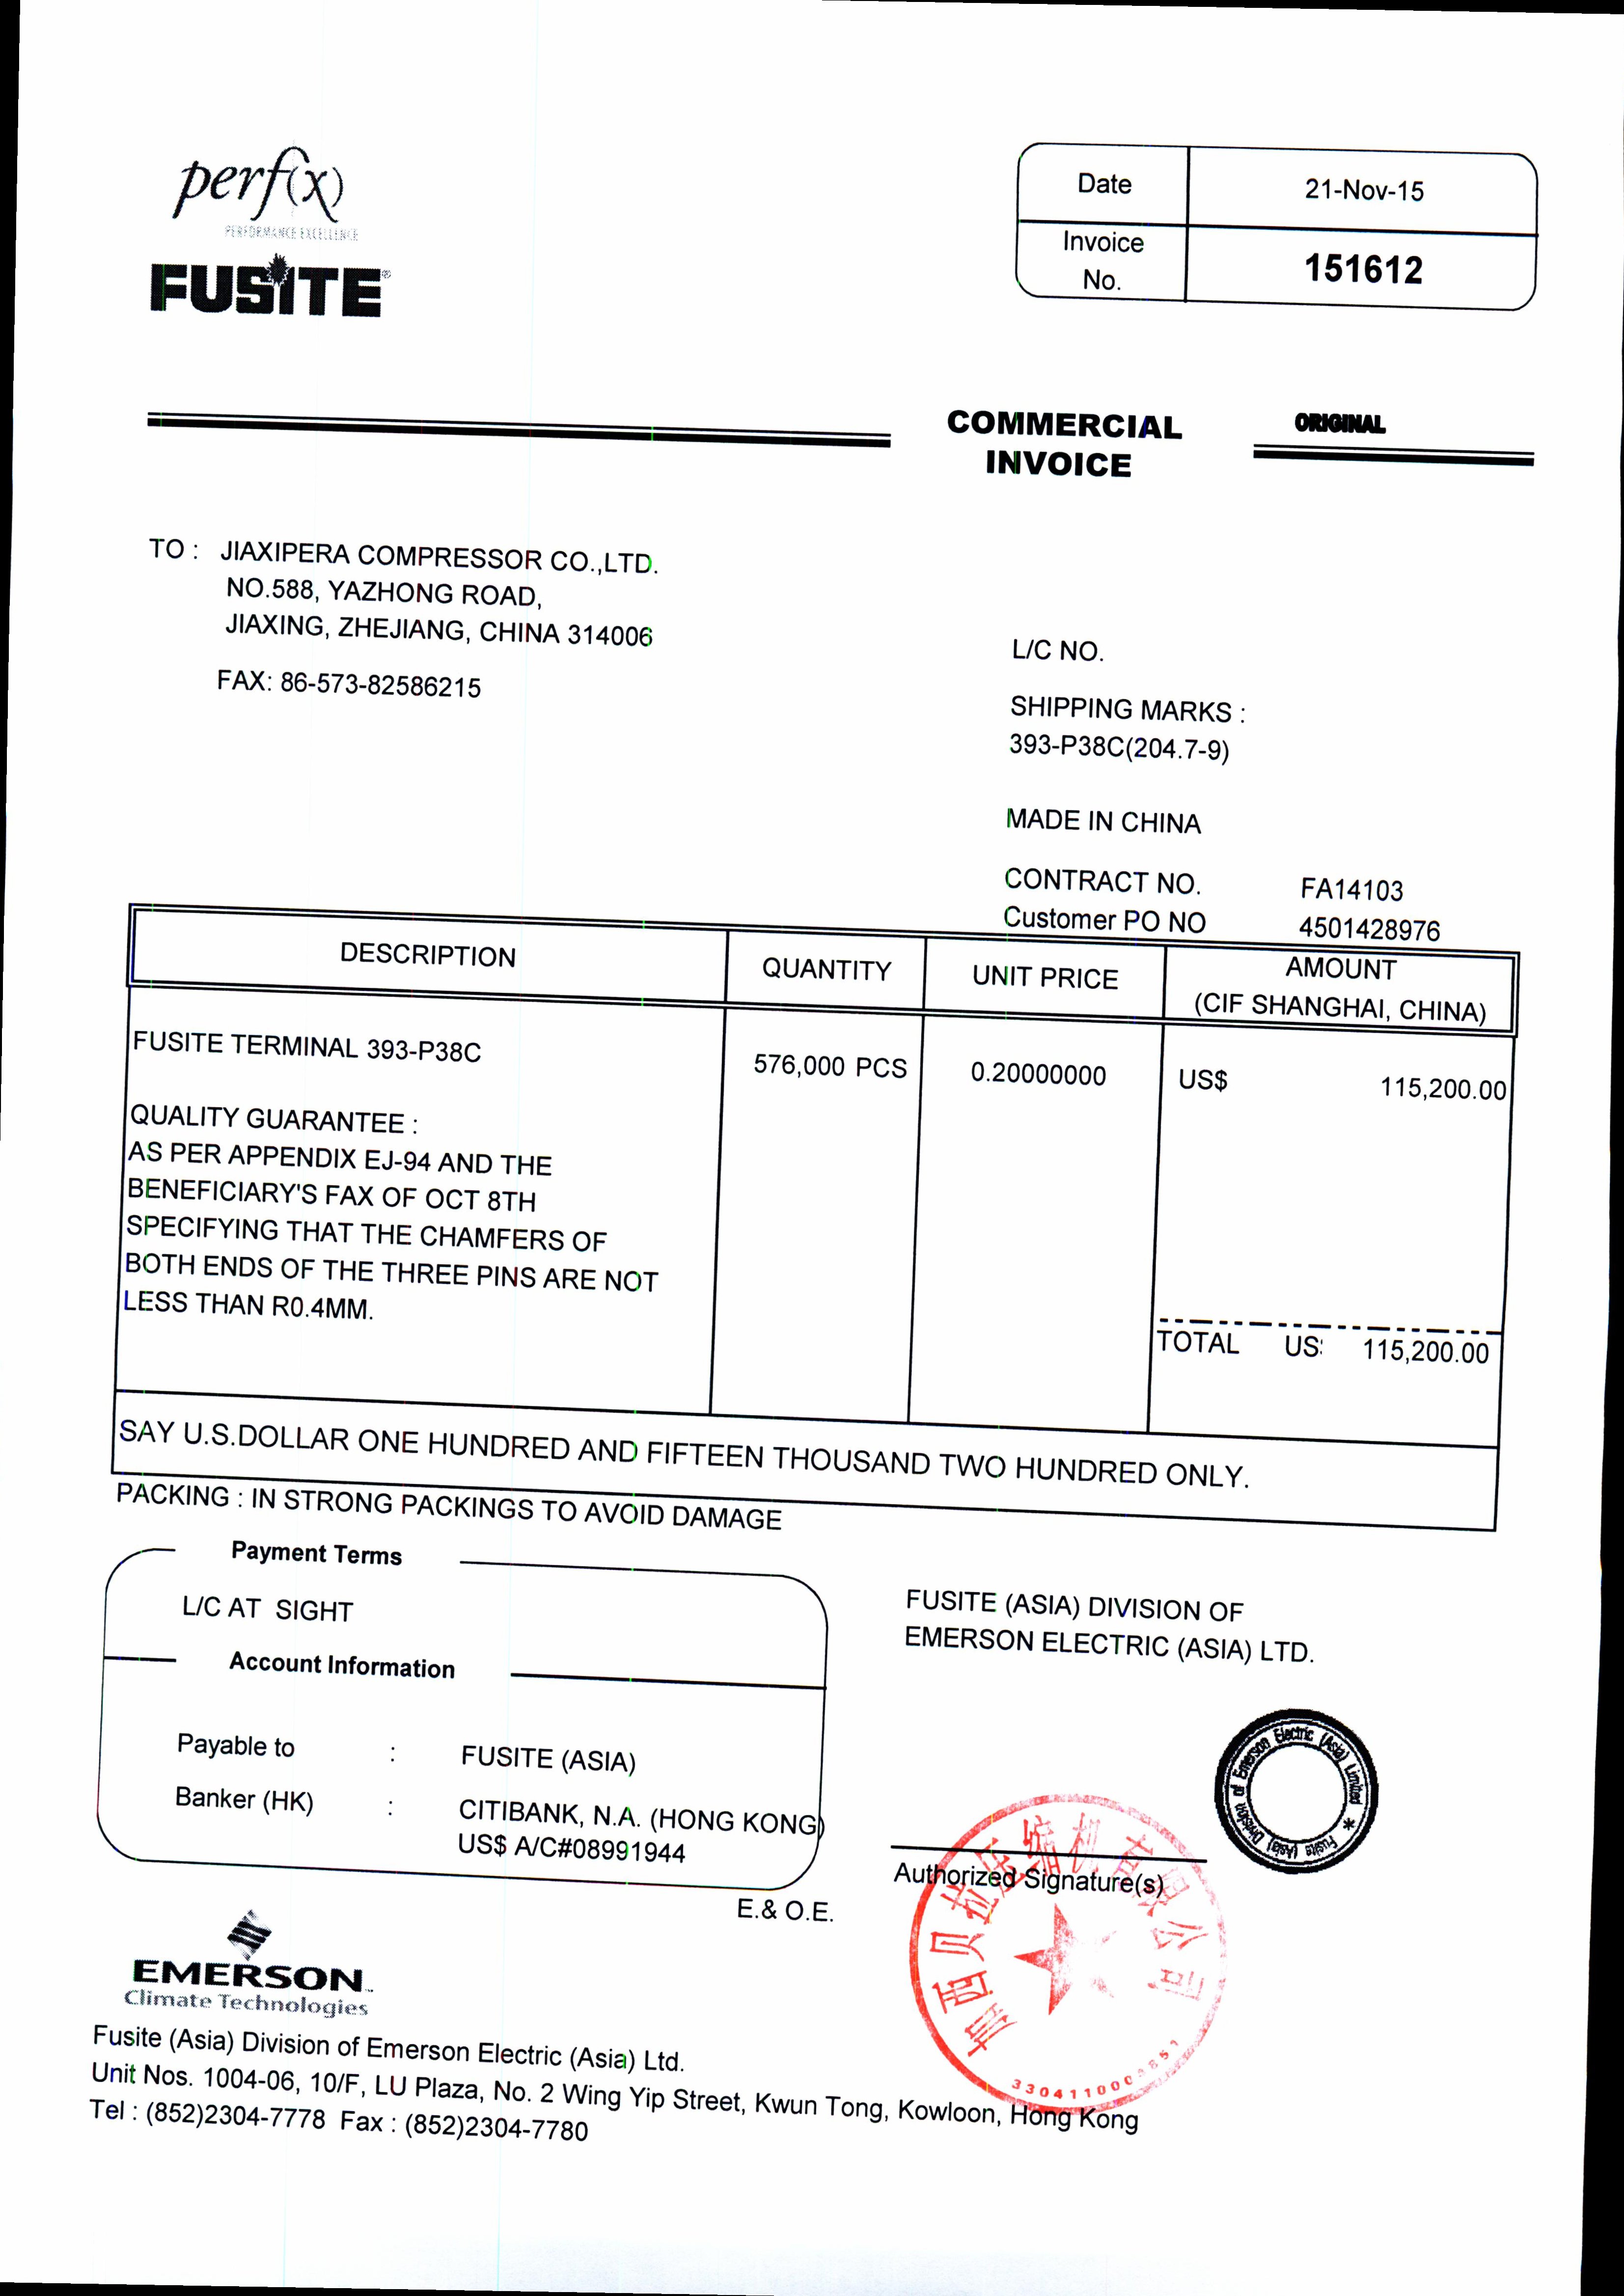 perf(x)
PERFORMANCE EXCELLENCE
FUSITE®
Date 21-Nov-15
Invoice No. 151612
COMMERCIAL INVOICE
ORIGINAL
TO : JIAXIPERA COMPRESSOR CO.,LTD.
NO.588, YAZHONG ROAD,
JIAXING, ZHEJIANG, CHINA 314006
FAX: 86-573-82586215
L/C NO.
SHIPPING MARKS :
393-P38C(204.7-9)
MADE IN CHINA
CONTRACT NO. FA14103
Customer PO NO 4501428976
DESCRIPTION QUANTITY UNIT PRICE AMOUNT
(CIF SHANGHAI, CHINA)
FUSITE TERMINAL 393-P38C 576,000 PCS 0.20000000 US$ 115,200.00
QUALITY GUARANTEE :
AS PER APPENDIX EJ-94 AND THE
BENEFICIARY'S FAX OF OCT 8TH
SPECIFYING THAT THE CHAMFERS OF
BOTH ENDS OF THE THREE PINS ARE NOT
LESS THAN R0.4MM.
TOTAL US: 115,200.00
SAY U.S.DOLLAR ONE HUNDRED AND FIFTEEN THOUSAND TWO HUNDRED ONLY.
PACKING : IN STRONG PACKINGS TO AVOID DAMAGE
Payment Terms
L/C AT SIGHT
Account Information
Payable to : FUSITE (ASIA)
Banker (HK) : CITIBANK, N.A. (HONG KONG)
US$ A/C#08991944
E.& O.E.
FUSITE (ASIA) DIVISION OF
EMERSON ELECTRIC (ASIA) LTD.
Fusite (Asia) Division of Emerson Electric (Asia) Limited *
Authorized Signature(s)
嘉西贝拉压缩机有限公司
EMERSON™
Climate Technologies
Fusite (Asia) Division of Emerson Electric (Asia) Ltd.
Unit Nos. 1004-06, 10/F, LU Plaza, No. 2 Wing Yip Street, Kwun Tong, Kowloon, Hong Kong
Tel : (852)2304-7778 Fax : (852)2304-7780